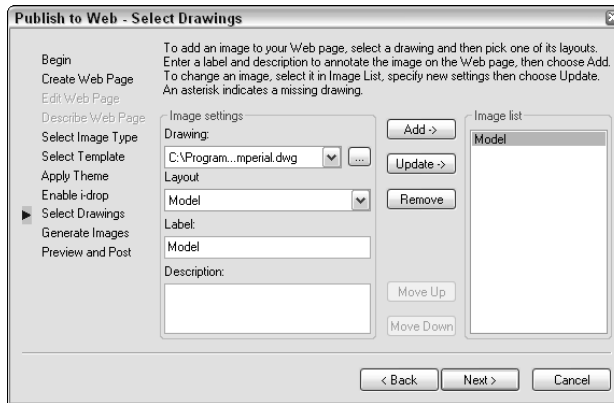 Publish to Web - Select Drawings
Begin
Create Web Page
Edit Web Page
Describe Web Page
Select Image Type
Select Template
Apply Theme
Enable i-drop
Select Drawings
Generate Images
Preview and Post
To add an image to your Web page, select a drawing and then pick one of its layouts.
Enter a label and description to annotate the image on the Web page, then choose Add.
To change an image, select it in Image List, specify new settings then choose Update.
An asterisk indicates a missing drawing.
Image settings
Drawing:
C:\Program...mperial.dwg
...
Layout
Model
Label:
Model
Description:
Add ->
Update ->
Remove
Move Up
Move Down
Image list
Model
< Back
Next >
Cancel